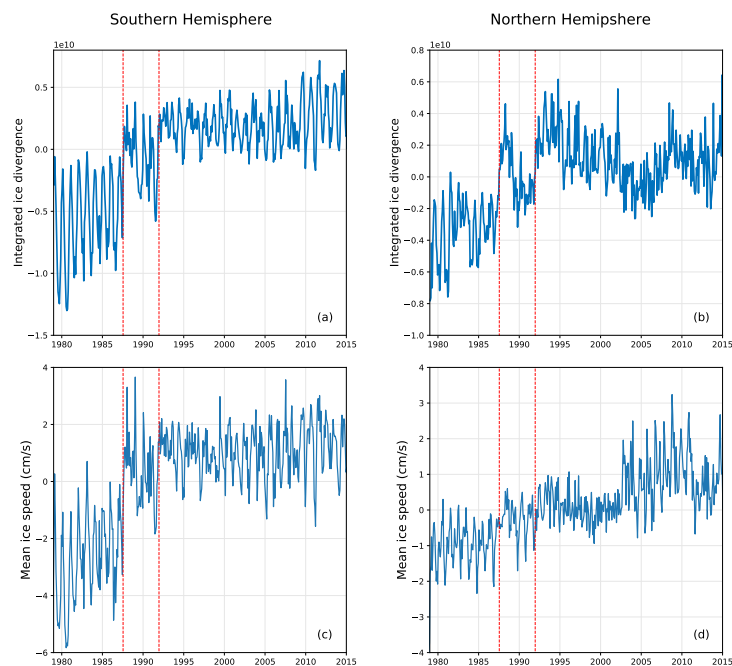 Southern Hemisphere
Northern Hemipshere
1e10
0.5
0.0
−0.5
−1.0
−1.5
Integrated ice divergence
1980 1985 1990 1995 2000 2005 2010 2015
(a)
1e10
0.8
0.6
0.4
0.2
0.0
−0.2
−0.4
−0.6
−0.8
−1.0
Integrated ice divergence
1980 1985 1990 1995 2000 2005 2010 2015
(b)
4
2
0
−2
−4
−6
Mean ice speed (cm/s)
1980 1985 1990 1995 2000 2005 2010 2015
(c)
4
3
2
1
0
−1
−2
−3
−4
Mean ice speed (cm/s)
1980 1985 1990 1995 2000 2005 2010 2015
(d)